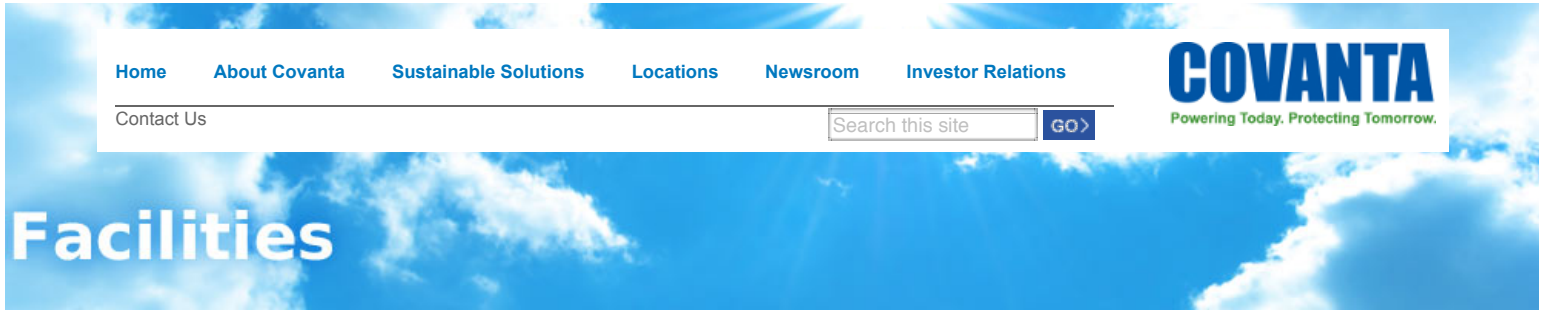 Home About Covanta Sustainable Solutions Locations Newsroom Investor Relations
COVANTA
Powering Today. Protecting Tomorrow.
Contact Us
Search this site GO>
Facilities